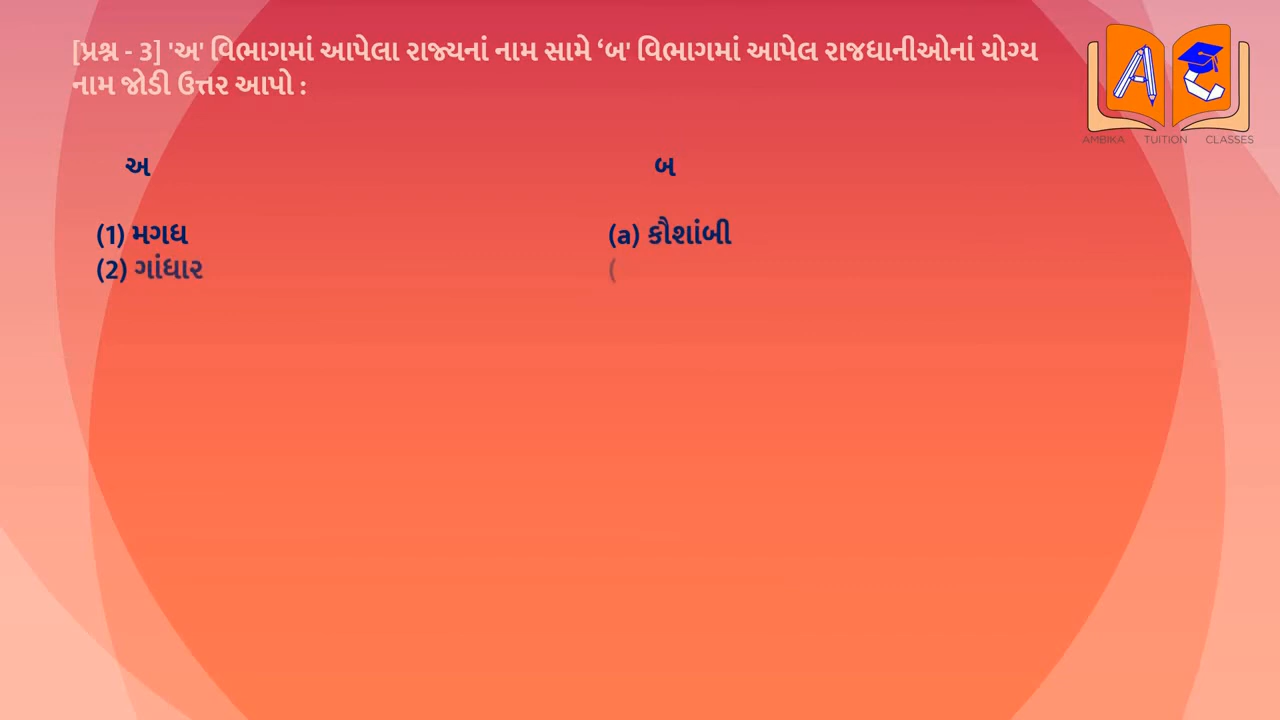 [પ્રશ્ન - 3] 'અ' વિભાગમાં આપેલા રાજ્યનાં નામ સામે ‘બ' વિભાગમાં આપેલ રાજધાનીઓનાં યોગ્ય
નામ જોડી ઉત્તર આપો :
AMBIKA TUITION CLASSES
અ બ
(1) મગધ (a) કૌશાંબી
(2) ગાંધાર (